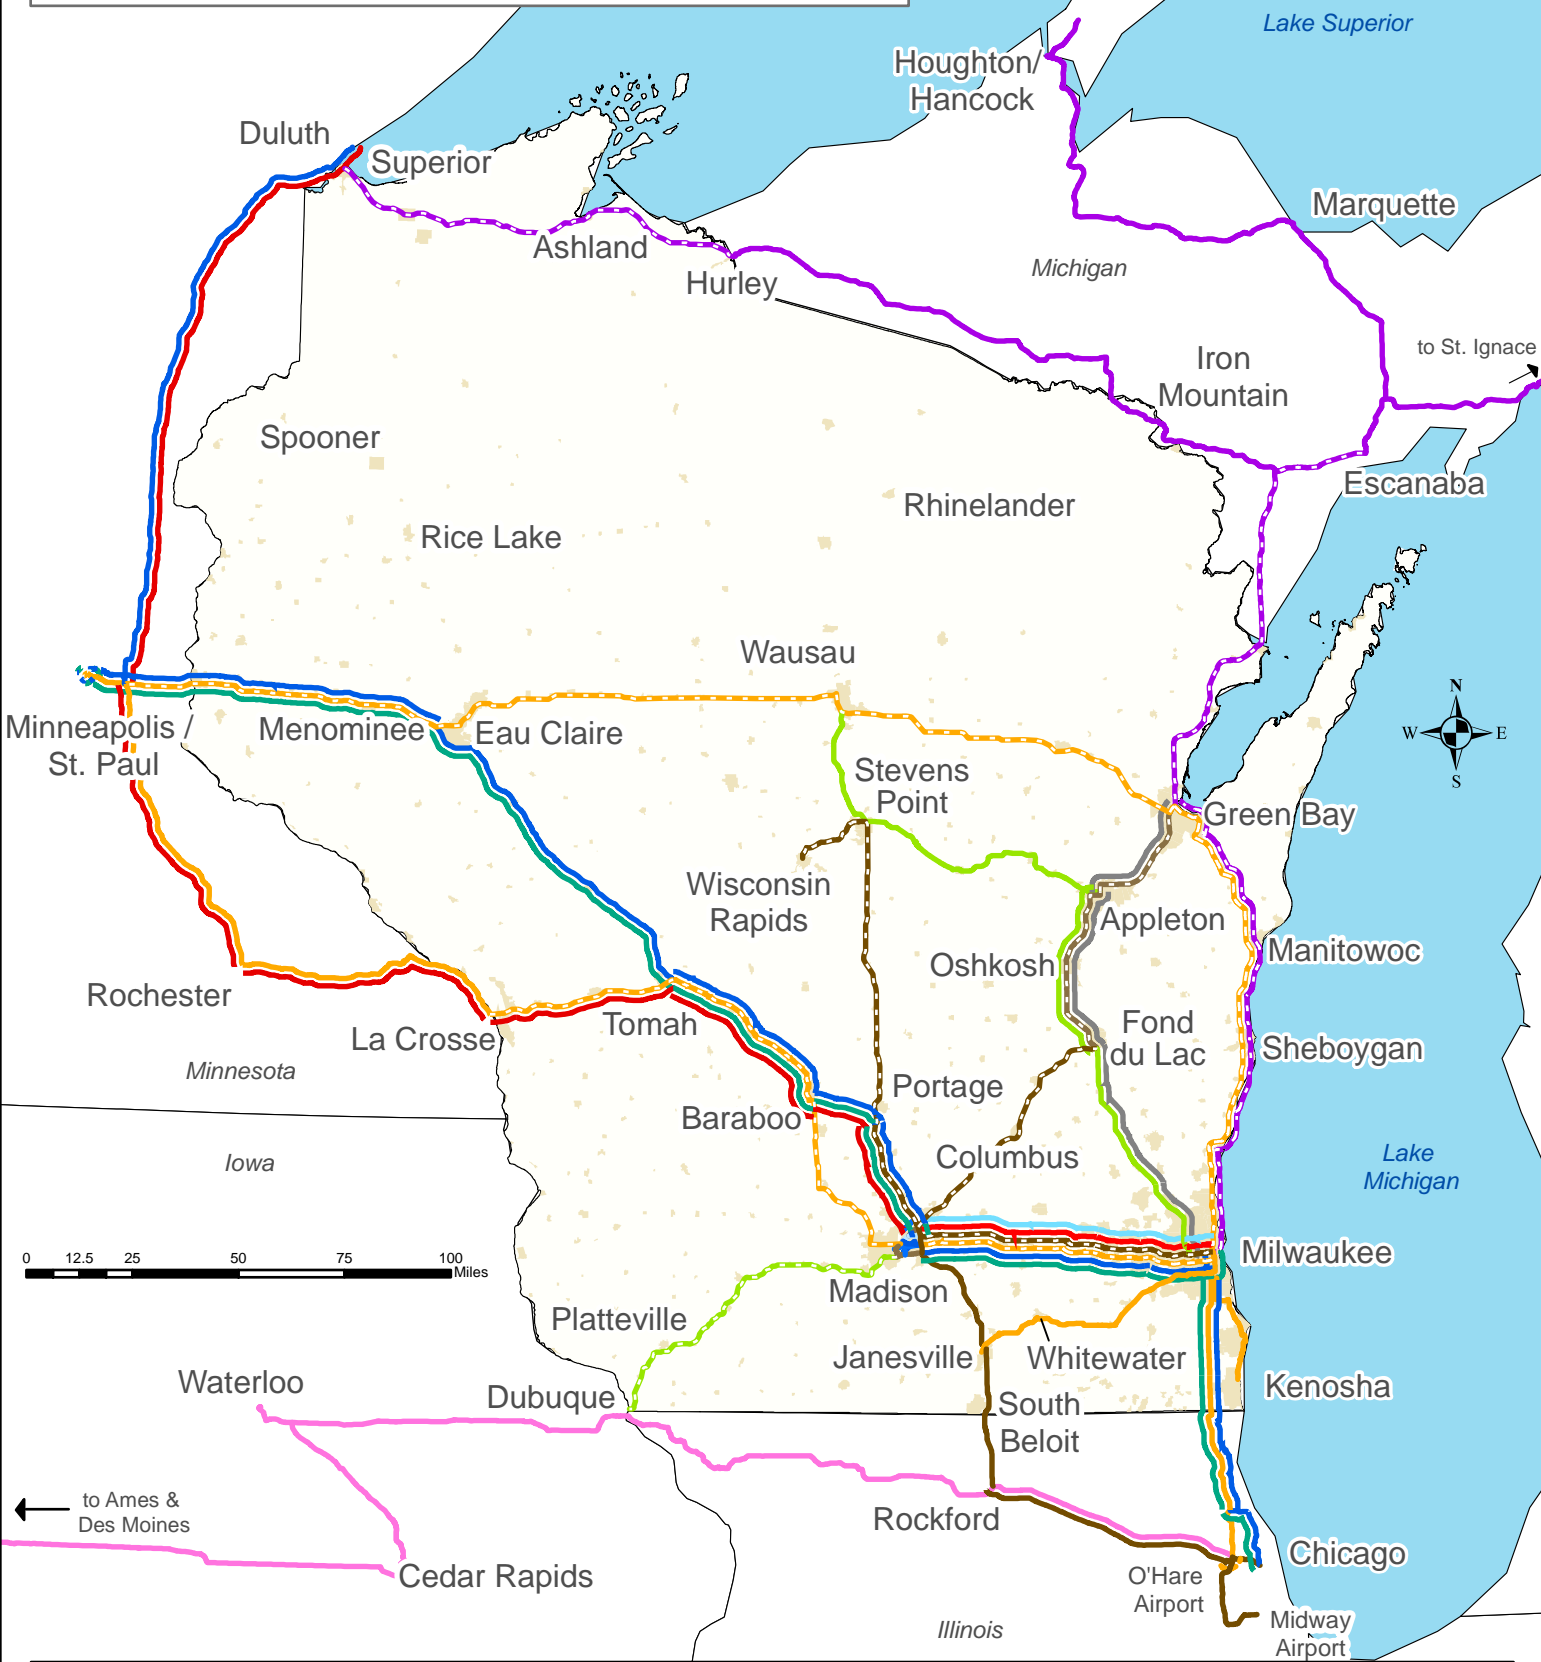 Lake Superior
Houghton/
Hancock
Duluth
Superior
Marquette
Ashland
Michigan
Hurley
to St. Ignace
Iron
Mountain
Spooner
Escanaba
Rhinelander
Rice Lake
Wausau
N
W
E
S
Minneapolis /
St. Paul
Menominee
Eau Claire
Stevens
Point
Green Bay
Wisconsin
Rapids
Appleton
Manitowoc
Oshkosh
Rochester
La Crosse
Tomah
Fond
du Lac
Sheboygan
Minnesota
Portage
Baraboo
Iowa
Columbus
Lake
Michigan
0 12.5 25 50 75 100
Miles
Milwaukee
Madison
Platteville
Janesville
Whitewater
Waterloo
Dubuque
Kenosha
South
Beloit
to Ames &
Des Moines
Rockford
Chicago
Cedar Rapids
O'Hare
Airport
Illinois
Midway
Airport